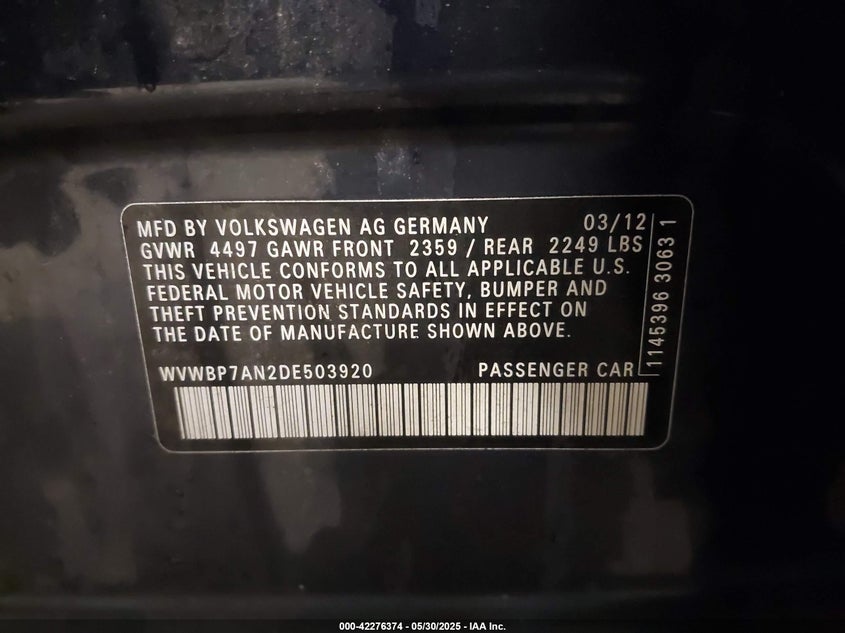 MFD BY VOLKSWAGEN AG GERMANY 03/12
GVWR 4497 GAWR FRONT 2359 / REAR 2249 LBS
THIS VEHICLE CONFORMS TO ALL APPLICABLE U.S.
FEDERAL MOTOR VEHICLE SAFETY, BUMPER AND
THEFT PREVENTION STANDARDS IN EFFECT ON
THE DATE OF MANUFACTURE SHOWN ABOVE.
WVWBP7AN2DE503920 PASSENGER CAR
1145396 3063 1
000-42276374 — 05/30/2025 — IAA Inc.